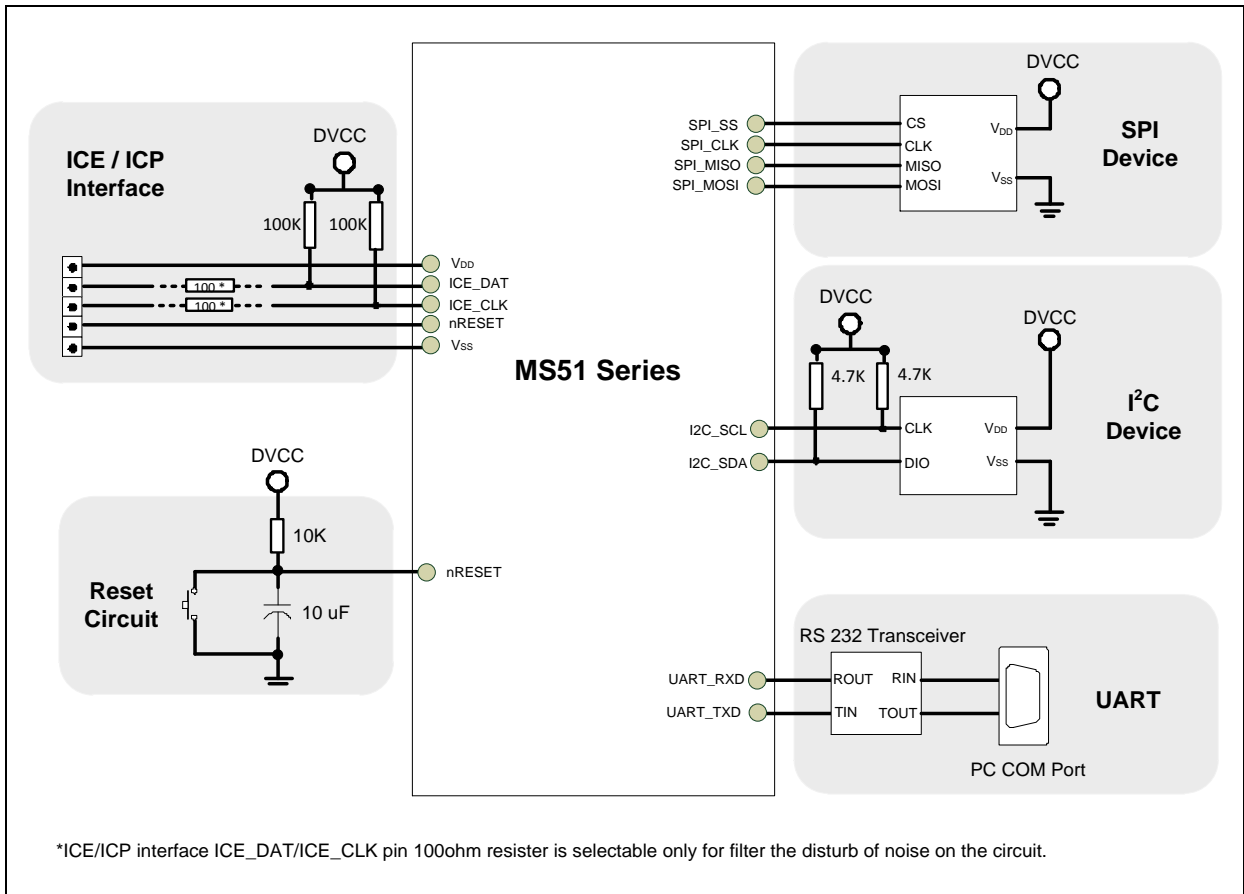 ICE / ICP
Interface
DVCC
100K
100K
100 *
100 *
VDD
ICE_DAT
ICE_CLK
nRESET
VSS
DVCC
10K
10 uF
Reset
Circuit
nRESET
MS51 Series
SPI_SS
SPI_CLK
SPI_MISO
SPI_MOSI
CS
CLK
MISO
MOSI
VDD
VSS
DVCC
SPI
Device
DVCC
4.7K
4.7K
I2C_SCL
I2C_SDA
CLK
DIO
VDD
VSS
DVCC
I²C
Device
RS 232 Transceiver
UART_RXD
UART_TXD
ROUT
RIN
TIN
TOUT
PC COM Port
UART
*ICE/ICP interface ICE_DAT/ICE_CLK pin 100ohm resister is selectable only for filter the disturb of noise on the circuit.